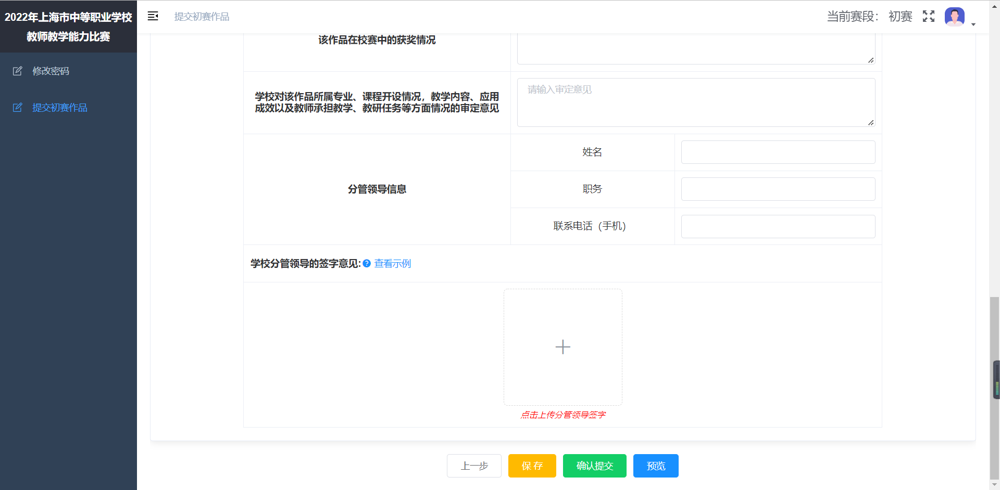 2022年上海市中等职业学校
教师教学能力比赛
提交初赛作品
当前赛段：
初赛
修改密码
提交初赛作品
该作品在校赛中的获奖情况
学校对该作品所属专业、课程开设情况，教学内容、应用
成效以及教师承担教学、教研任务等方面情况的审定意见
请输入审定意见
分管领导信息
姓名
职务
联系电话（手机）
学校分管领导的签字意见:
?
查看示例
点击上传分管领导签字
上一步
保 存
确认提交
预览